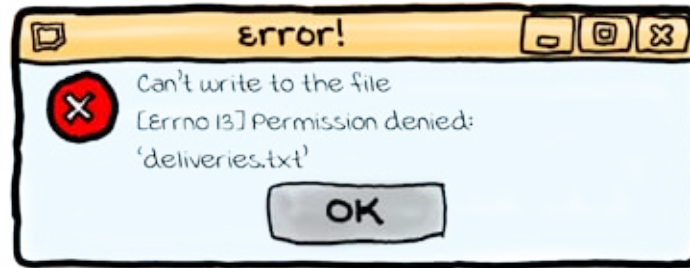 Error!
Can't write to the file
[Errno 13] Permission denied:
'deliveries.txt'
OK